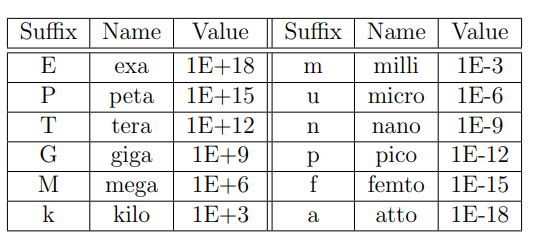 Suffix Name Value Suffix Name Value
E exa 1E+18 m milli 1E-3
P peta 1E+15 u micro 1E-6
T tera 1E+12 n nano 1E-9
G giga 1E+9 p pico 1E-12
M mega 1E+6 f femto 1E-15
k kilo 1E+3 a atto 1E-18